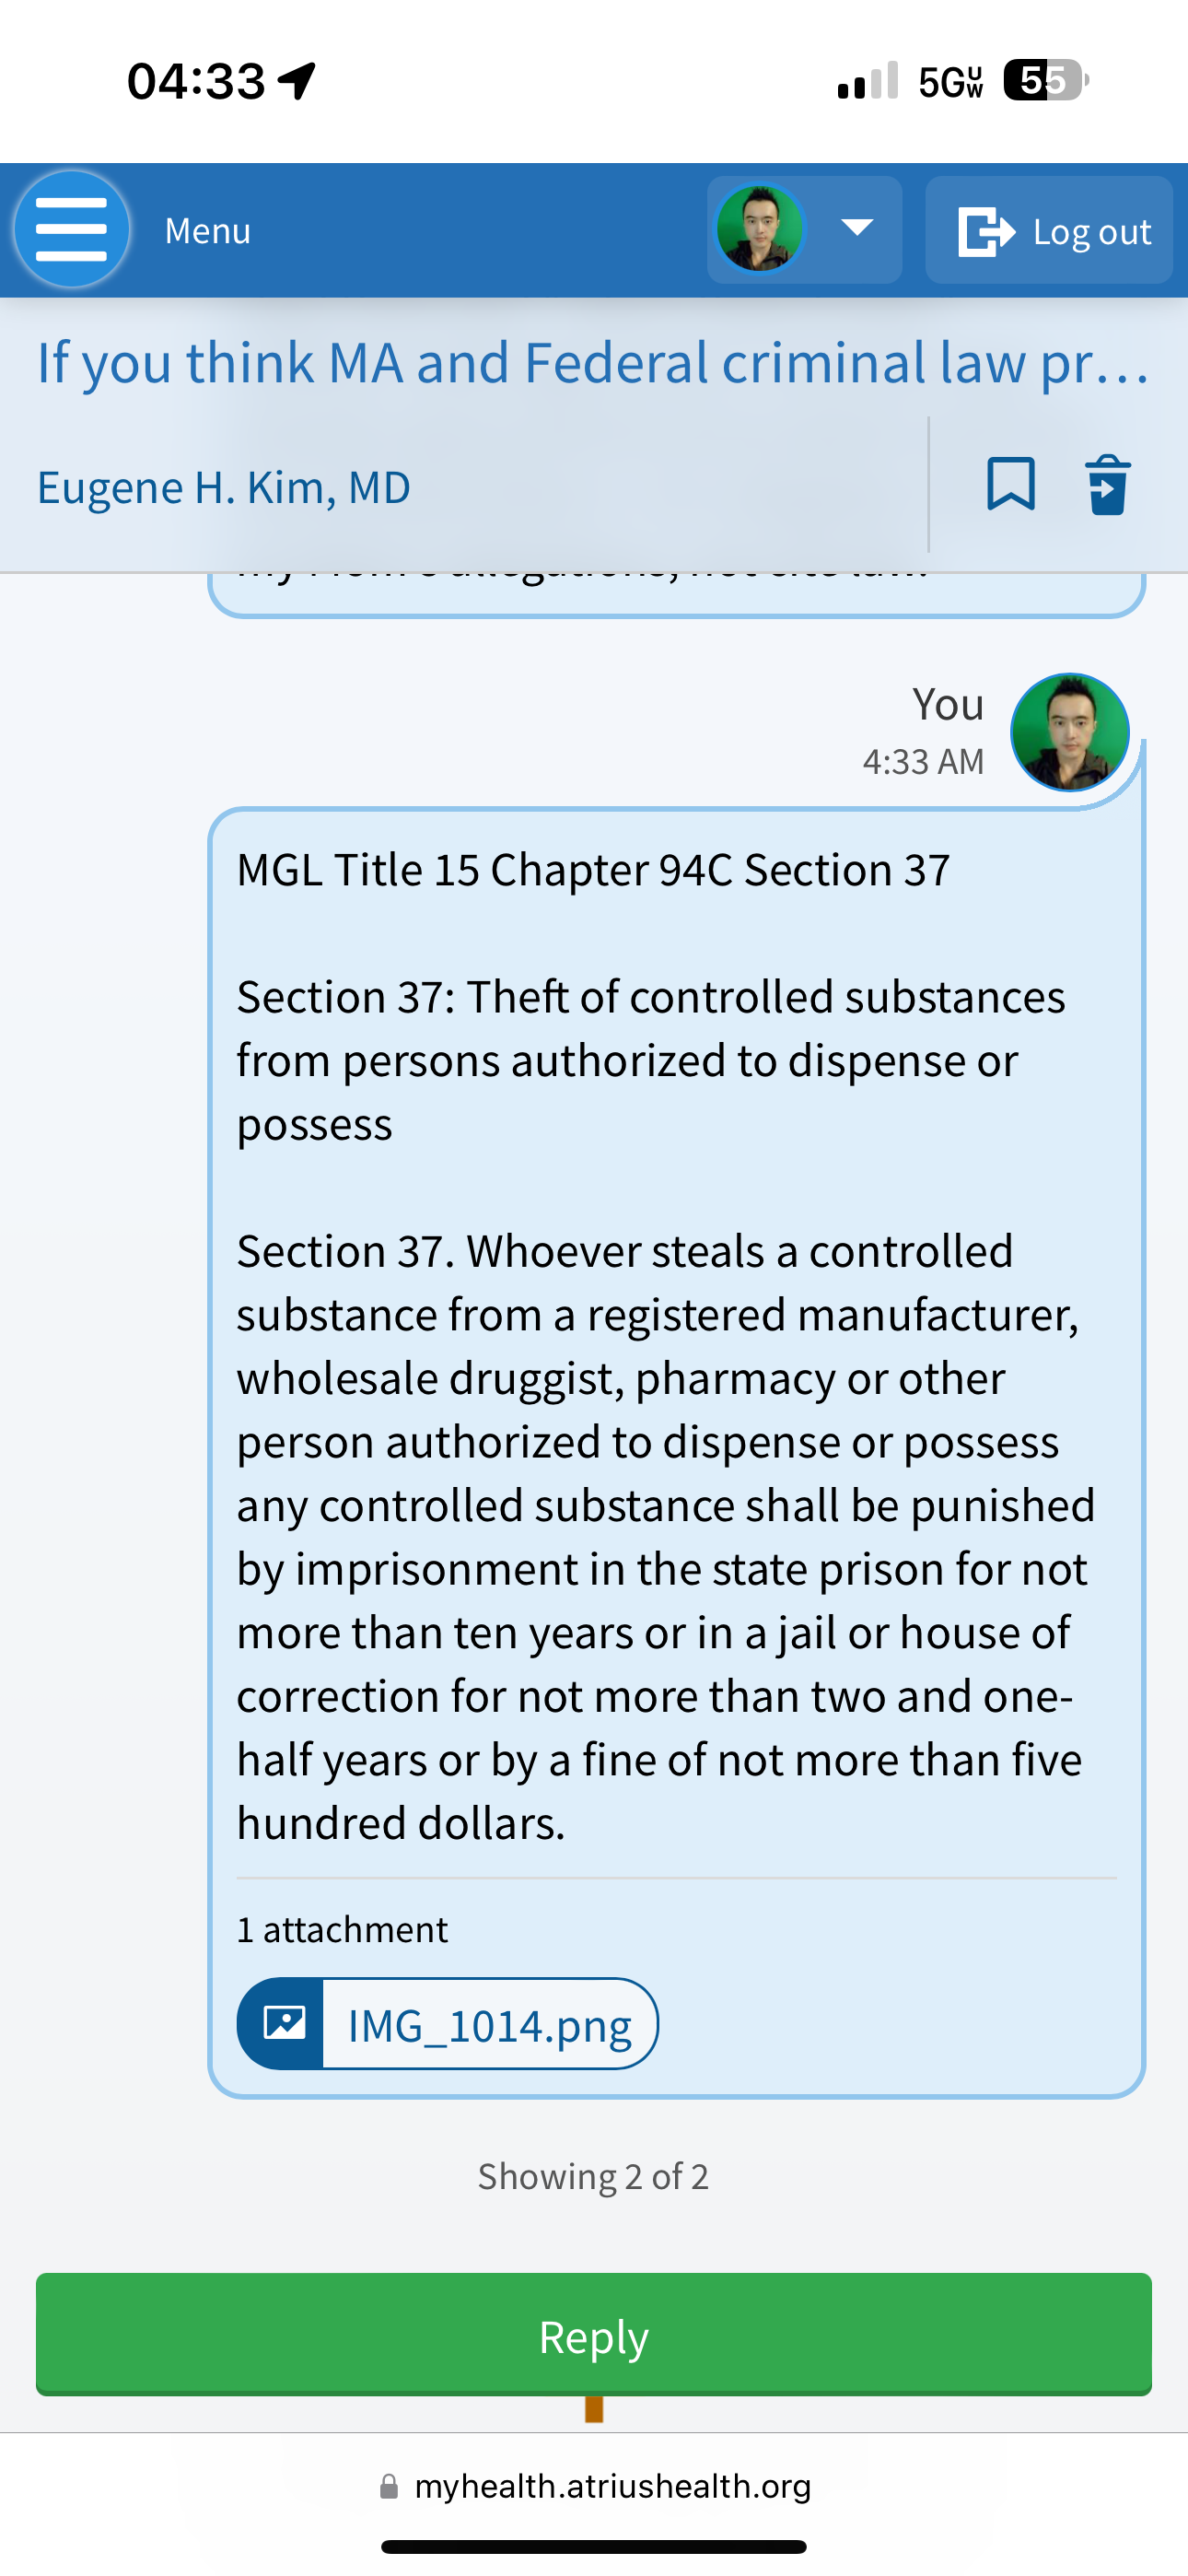 04:33
5G UW
55
Menu
Log out
If you think MA and Federal criminal law pr...
Eugene H. Kim, MD
You
4:33 AM
MGL Title 15 Chapter 94C Section 37
Section 37: Theft of controlled substances
from persons authorized to dispense or
possess
Section 37. Whoever steals a controlled
substance from a registered manufacturer,
wholesale druggist, pharmacy or other
person authorized to dispense or possess
any controlled substance shall be punished
by imprisonment in the state prison for not
more than ten years or in a jail or house of
correction for not more than two and one-
half years or by a fine of not more than five
hundred dollars.
1 attachment
IMG_1014.png
Showing 2 of 2
Reply
myhealth.atriushealth.org